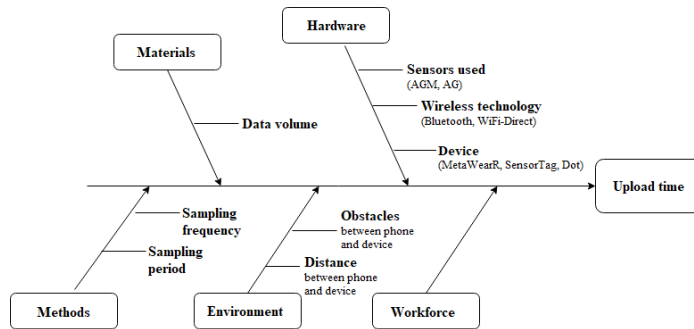 Hardware
Materials
Sensors used
(AGM, AG)
Wireless technology
(Bluetooth, WiFi-Direct)
Data volume
Device
(MetaWearR, SensorTag, Dot)
Upload time
Sampling
frequency
Sampling
period
Obstacles
between phone
and device
Distance
between phone
and device
Methods
Environment
Workforce